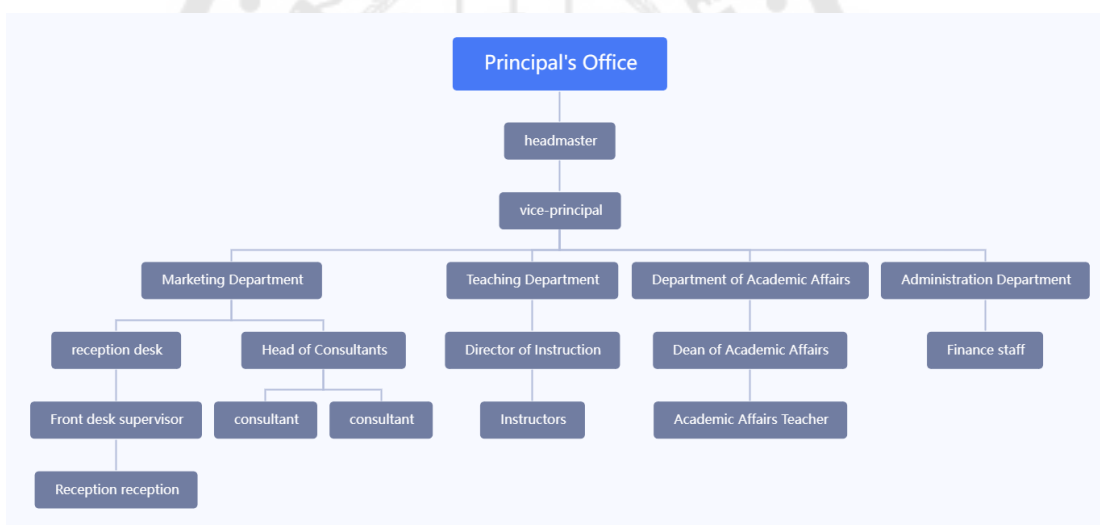 Principal's Office
headmaster
vice-principal
Marketing Department
Teaching Department
Department of Academic Affairs
Administration Department
reception desk
Head of Consultants
Director of Instruction
Dean of Academic Affairs
Finance staff
Front desk supervisor
consultant
consultant
Instructors
Academic Affairs Teacher
Reception reception